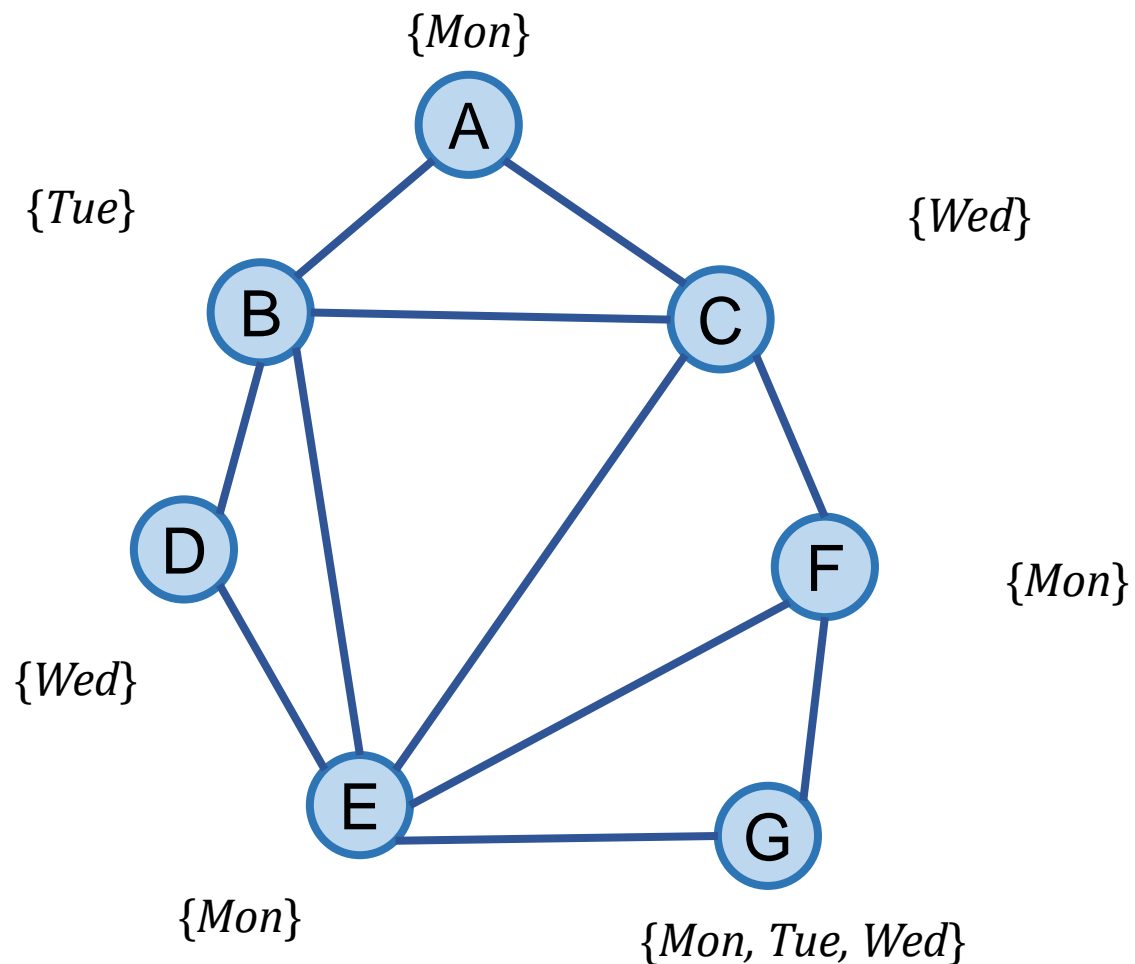 {Mon}
A
{Tue}
{Wed}
B
C
D
F
{Mon}
{Wed}
E
G
{Mon}
{Mon, Tue, Wed}